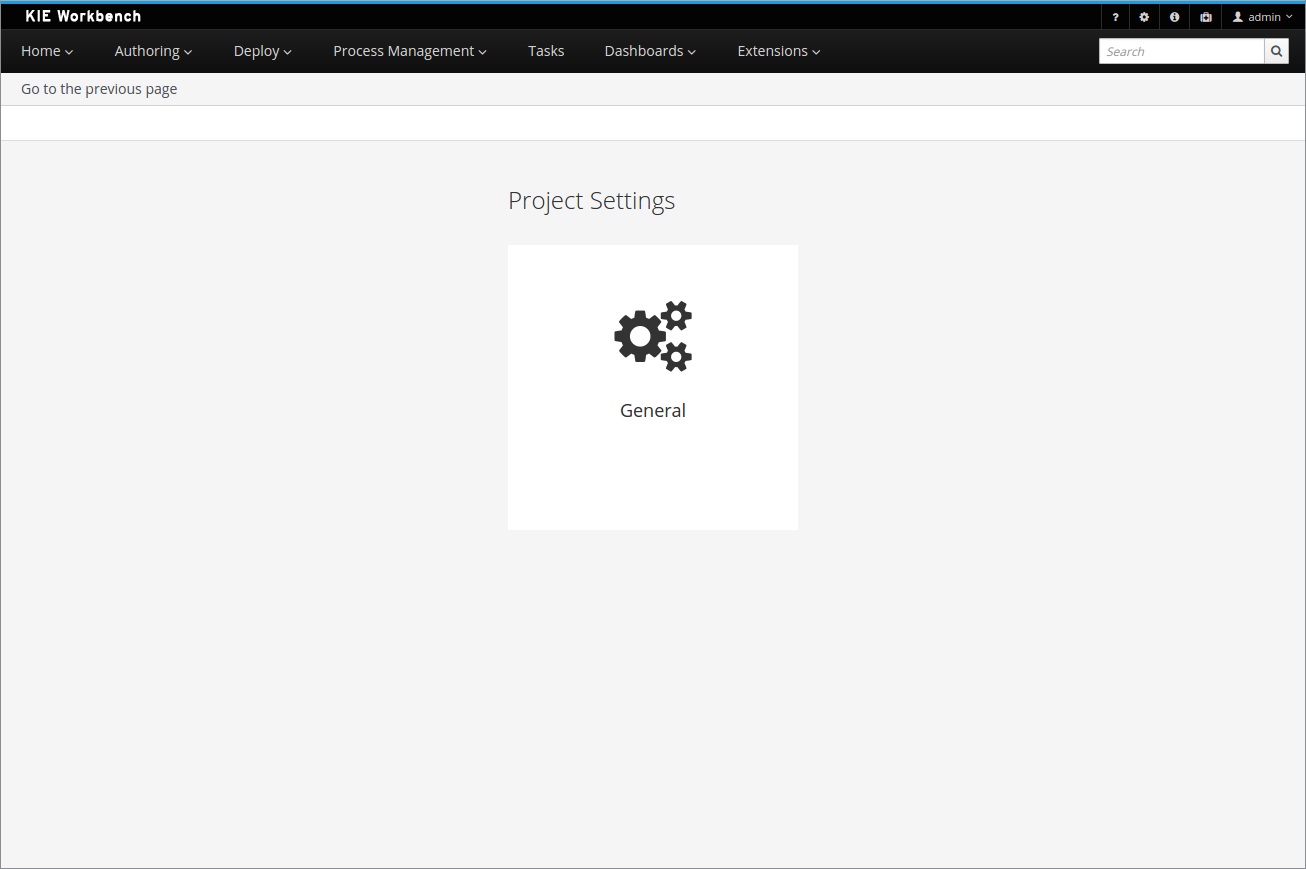 KIE Workbench
? admin
Home Authoring Deploy Process Management Tasks Dashboards Extensions Search
Go to the previous page
Project Settings
General